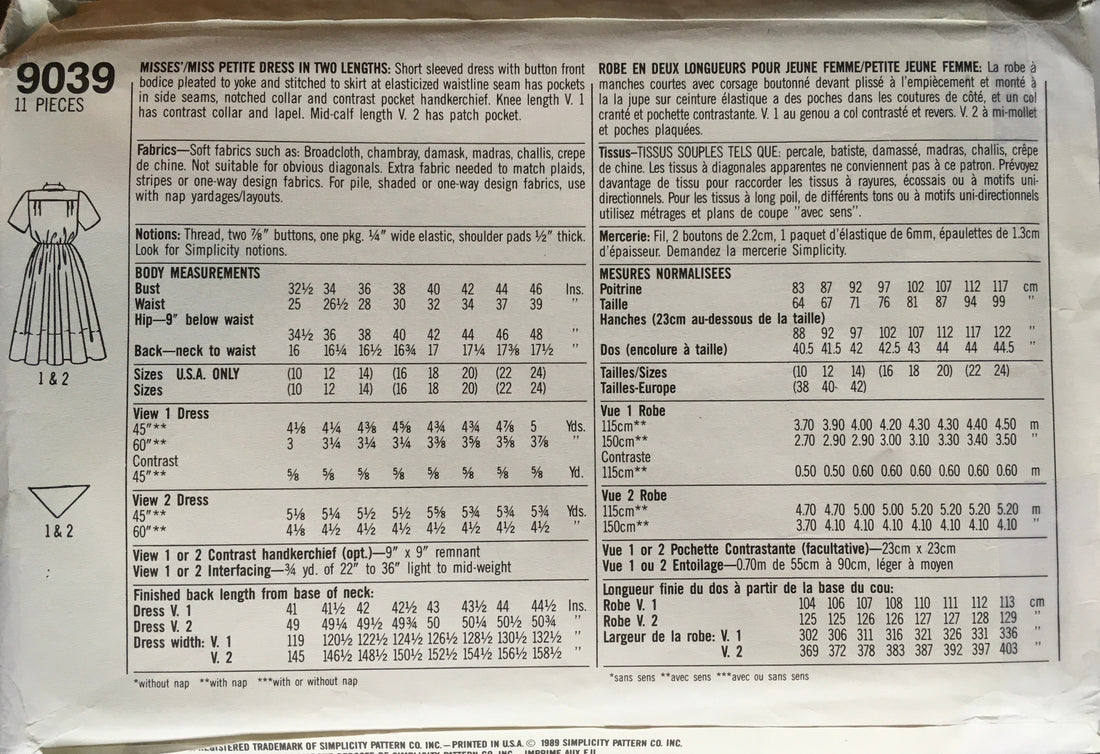 9039
11 PIECES
1 & 2
1 & 2
MISSES'/MISS PETITE DRESS IN TWO LENGTHS: Short sleeved dress with button front
bodice pleated to yoke and stitched to skirt at elasticized waistline seam has pockets
in side seams, notched collar and contrast pocket handkerchief. Knee length V. 1
has contrast collar and lapel. Mid-calf length V. 2 has patch pocket.
Fabrics—Soft fabrics such as: Broadcloth, chambray, damask, madras, challis, crepe
de chine. Not suitable for obvious diagonals. Extra fabric needed to match plaids,
stripes or one-way design fabrics. For pile, shaded or one-way design fabrics, use
with nap yardages/layouts.
Notions: Thread, two ⅞" buttons, one pkg. ¼" wide elastic, shoulder pads ½" thick.
Look for Simplicity notions.
BODY MEASUREMENTS
Bust 32½ 34 36 38 40 42 44 46 Ins.
Waist 25 26½ 28 30 32 34 37 39 "
Hip—9" below waist
34½ 36 38 40 42 44 46 48 "
Back—neck to waist 16 16¼ 16½ 16¾ 17 17¼ 17⅜ 17½ "
Sizes U.S.A. ONLY (10 12 14) (16 18 20) (22 24)
Sizes (10 12 14) (16 18 20) (22 24)
View 1 Dress
45"** 4⅛ 4¼ 4⅜ 4⅝ 4¾ 4¾ 4⅞ 5 Yds.
60"** 3 3¼ 3¼ 3¼ 3⅜ 3⅝ 3⅝ 3⅞ "
Contrast
45"** ⅝ ⅝ ⅝ ⅝ ⅝ ⅝ ⅝ ⅝ Yd.
View 2 Dress
45"** 5⅛ 5¼ 5½ 5½ 5⅝ 5¾ 5¾ 5¾ Yds.
60"** 4⅛ 4½ 4½ 4½ 4½ 4½ 4½ 4½ "
View 1 or 2 Contrast handkerchief (opt.)—9" x 9" remnant
View 1 or 2 Interfacing—¾ yd. of 22" to 36" light to mid-weight
Finished back length from base of neck:
Dress V. 1 41 41½ 42 42½ 43 43½ 44 44½ Ins.
Dress V. 2 49 49¼ 49½ 49¾ 50 50¼ 50½ 50¾ "
Dress width: V. 1 119 120½ 122½ 124½ 126½ 128½ 130½ 132½ "
V. 2 145 146½ 148½ 150½ 152½ 154½ 156½ 158½ "
*without nap **with nap ***with or without nap
ROBE EN DEUX LONGUEURS POUR JEUNE FEMME/PETITE JEUNE FEMME: La robe à
manches courtes avec corsage boutonné devant plissé à l'empiècement et monté à
la la jupe sur ceinture élastique a des poches dans les coutures de côté, et un col
cranté et pochette contrastante. V. 1 au genou a col contrasté et revers. V. 2 à mi-mollet
et poches plaquées.
Tissus—TISSUS SOUPLES TELS QUE: percale, batiste, damassé, madras, challis, crêpe
de chine. Les tissus à diagonales apparentes ne conviennent pas à ce patron. Prévoyez
davantage de tissu pour raccorder les tissus à rayures, écossais ou à motifs uni-
directionnels. Pour les tissus à long poil, de différents tons ou à motifs uni-directionnels
utilisez métrages et plans de coupe "avec sens".
Mercerie: Fil, 2 boutons de 2.2cm, 1 paquet d'élastique de 6mm, épaulettes de 1.3cm
d'épaisseur. Demandez la mercerie Simplicity.
MESURES NORMALISEES
Poitrine 83 87 92 97 102 107 112 117 cm
Taille 64 67 71 76 81 87 94 99 "
Hanches (23cm au-dessous de la taille)
88 92 97 102 107 112 117 122 "
Dos (encolure à taille) 40.5 41.5 42 42.5 43 44 44 44.5 "
Tailles/Sizes (10 12 14) (16 18 20) (22 24)
Tailles-Europe (38 40- 42)
Vue 1 Robe
115cm** 3.70 3.90 4.00 4.20 4.30 4.30 4.40 4.50 m
150cm** 2.70 2.90 2.90 3.00 3.10 3.30 3.40 3.50 "
Contraste
115cm** 0.50 0.50 0.60 0.60 0.60 0.60 0.60 0.60 m
Vue 2 Robe
115cm** 4.70 4.70 5.00 5.00 5.20 5.20 5.20 5.20 m
150cm** 3.70 4.10 4.10 4.10 4.10 4.10 4.10 4.10 "
Vue 1 or 2 Pochette Contrastante (facultative)—23cm x 23cm
Vue 1 ou 2 Entoilage—0.70m de 55cm à 90cm, léger à moyen
Longueur finie du dos à partir de la base du cou:
Robe V. 1 104 106 107 108 110 111 112 113 cm
Robe V. 2 125 125 126 126 127 127 128 129 "
Largeur de la robe: V. 1 302 306 311 316 321 326 331 336 "
V. 2 369 372 378 383 387 392 397 403 "
*sans sens **avec sens ***avec ou sans sens
TRADEMARK OF SIMPLICITY PATTERN CO. INC.—PRINTED IN U.S.A. © 1989 SIMPLICITY PATTERN CO. INC.